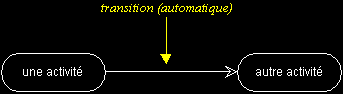 transition (automatique)
une activité
autre activité